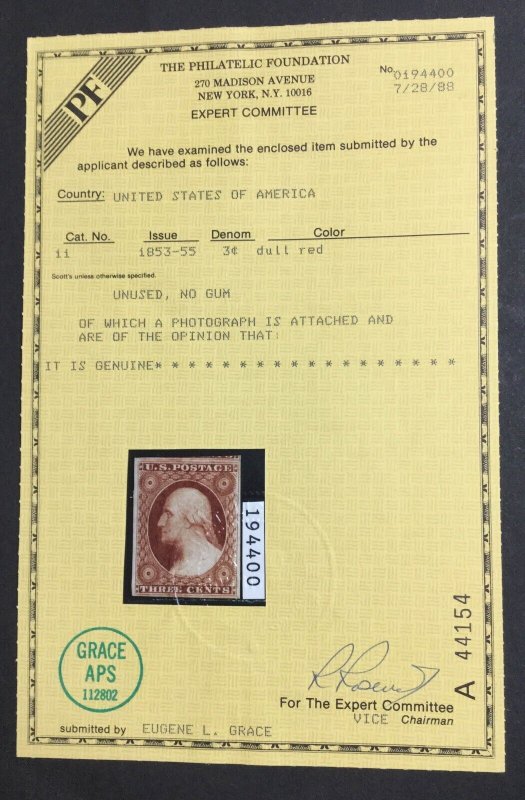 PF
THE PHILATELIC FOUNDATION
270 MADISON AVENUE
NEW YORK, N.Y. 10016
EXPERT COMMITTEE
No. 0194400
7/28/88
We have examined the enclosed item submitted by the
applicant described as follows:
Country: UNITED STATES OF AMERICA
Cat. No. Issue Denom Color
11 1853-55 3¢ dull red
Scott's unless otherwise specified.
UNUSED, NO GUM
OF WHICH A PHOTOGRAPH IS ATTACHED AND
ARE OF THE OPINION THAT:
IT IS GENUINE* * * * * * * * * * * * * * * * * *
U.S. POSTAGE
THREE CENTS
194400
GRACE
APS
112802
A 44154
For The Expert Committee
VICE Chairman
submitted by EUGENE L. GRACE